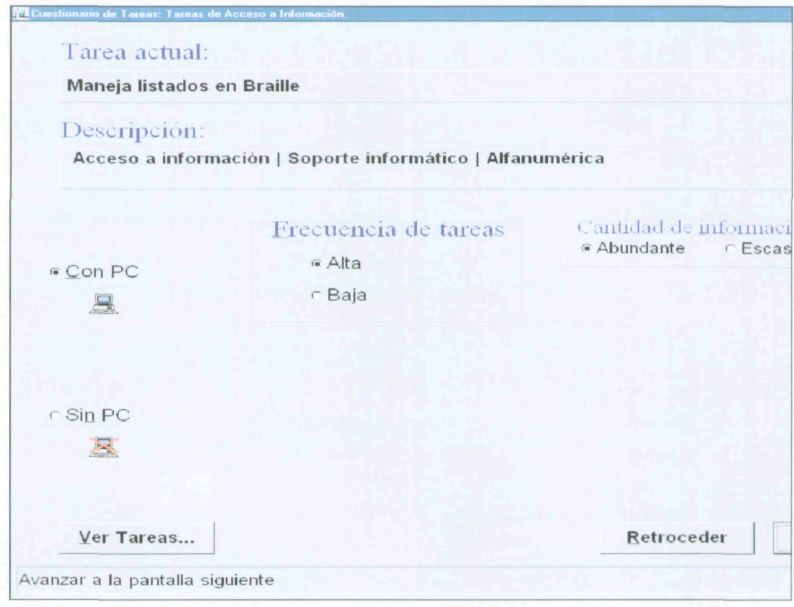 Cuestionario de Tareas: Tareas de Acceso a Información
Tarea actual:
Maneja listados en Braille
Descripción:
Acceso a información | Soporte informático | Alfanumérica
Frecuencia de tareas
Cantidad de informaci
Abundante Escas
Con PC
Alta
Baja
Sin PC
Ver Tareas...
Retroceder
Avanzar a la pantalla siguiente